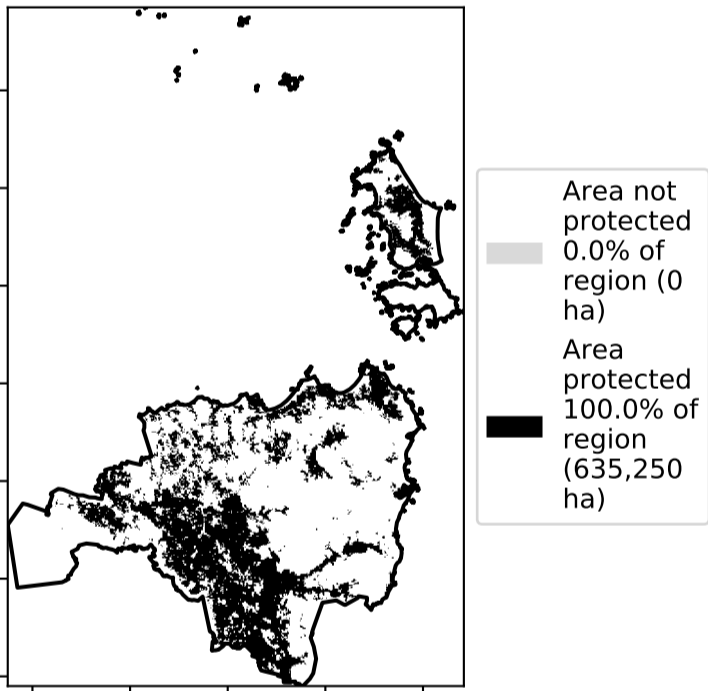 Area not
protected
0.0% of
region (0
ha)
Area
protected
100.0% of
region
(635,250
ha)